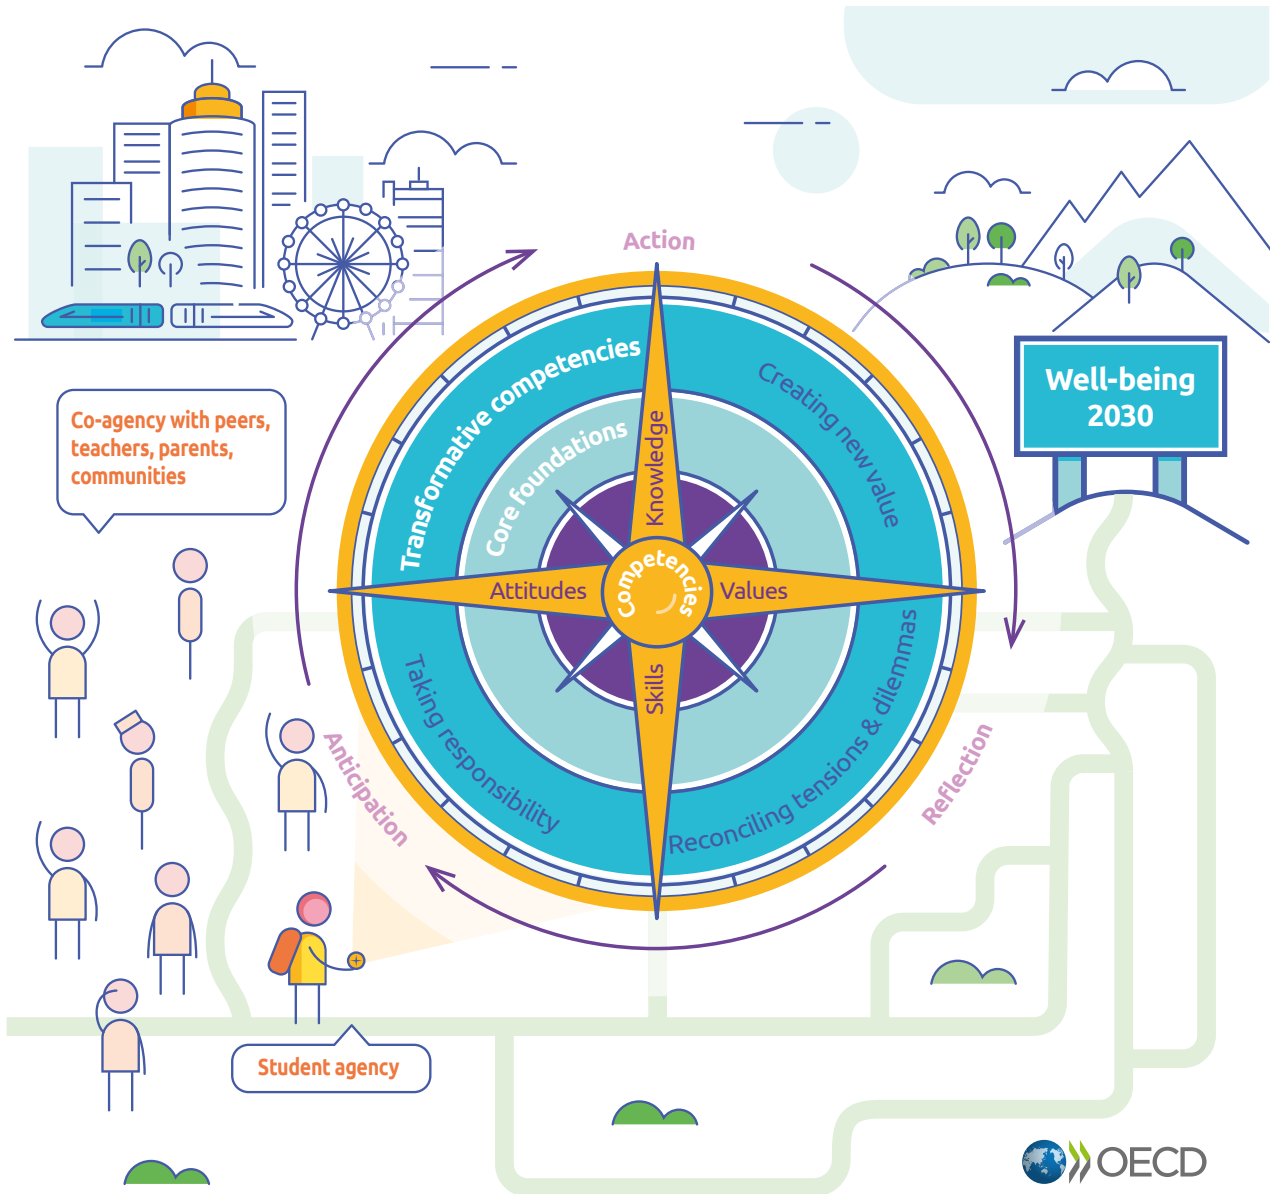 Action
Transformative competencies
Creating new value
Well-being
2030
Co-agency with peers,
teachers, parents,
communities
Core foundations
Knowledge
Competencies
Attitudes
Values
Skills
Taking responsibility
Reconciling tensions & dilemmas
Anticipation
Reflection
Student agency
OECD